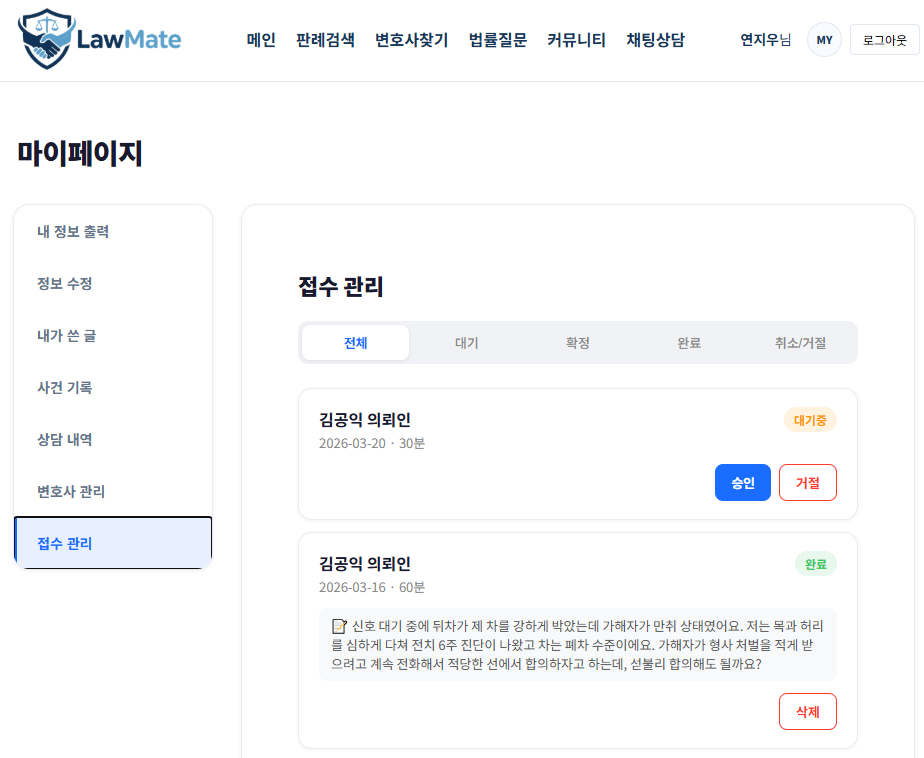 LawMate
메인 판례검색 변호사찾기 법률질문 커뮤니티 채팅상담 연지우님 MY 로그아웃
마이페이지
내 정보 출력
정보 수정
내가 쓴 글
사건 기록
상담 내역
변호사 관리
접수 관리
접수 관리
전체 대기 확정 완료 취소/거절
김공익 의뢰인 대기중
2026-03-20 · 30분
승인 거절
김공익 의뢰인 완료
2026-03-16 · 60분
📝 신호 대기 중에 뒤차가 제 차를 강하게 박았는데 가해자가 만취 상태였어요. 저는 목과 허리
를 심하게 다쳐 전치 6주 진단이 나왔고 차는 폐차 수준이에요. 가해자가 형사 처벌을 적게 받
으려고 계속 전화해서 적당한 선에서 합의하자고 하는데, 섣불리 합의해도 될까요?
삭제